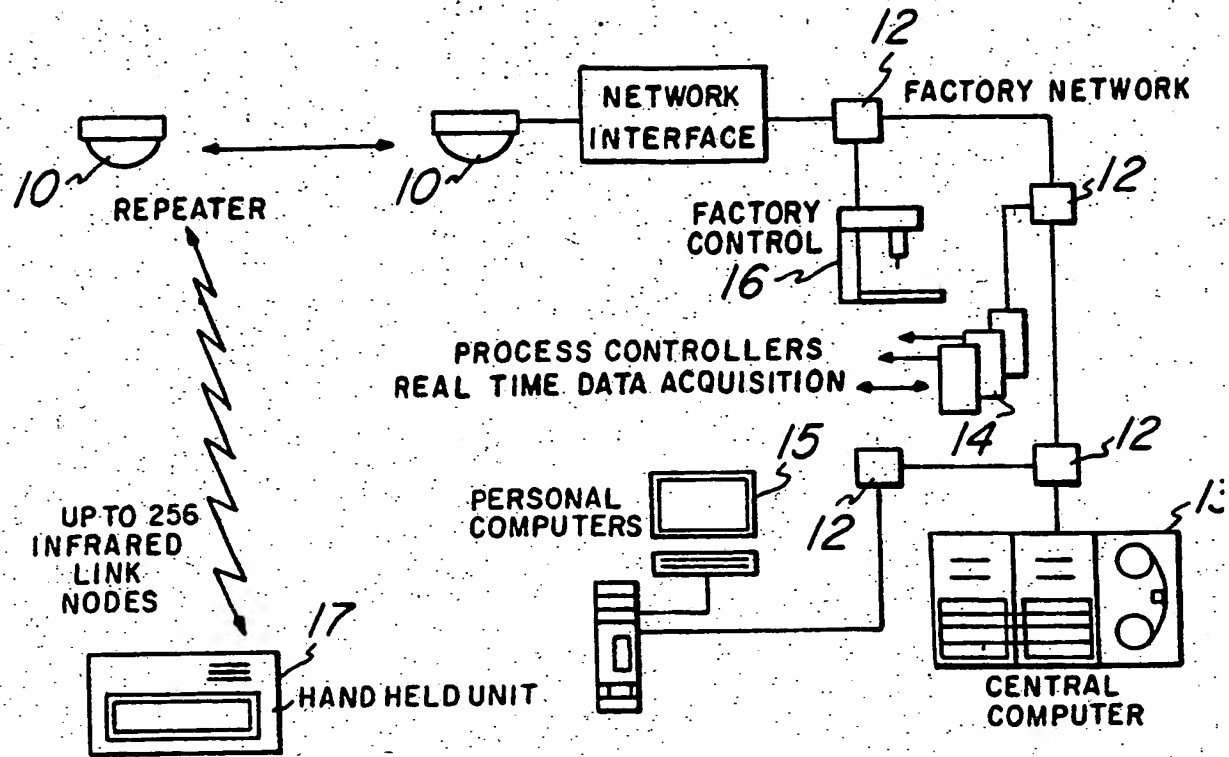 12
NETWORK
INTERFACE
FACTORY NETWORK
10
10
REPEATER
12
FACTORY
CONTROL
16
PROCESS CONTROLLERS
REAL TIME DATA ACQUISITION
14
15
12
12
13
PERSONAL
COMPUTERS
UP TO 256
INFRARED
LINK
NODES
17
HAND HELD UNIT
CENTRAL
COMPUTER